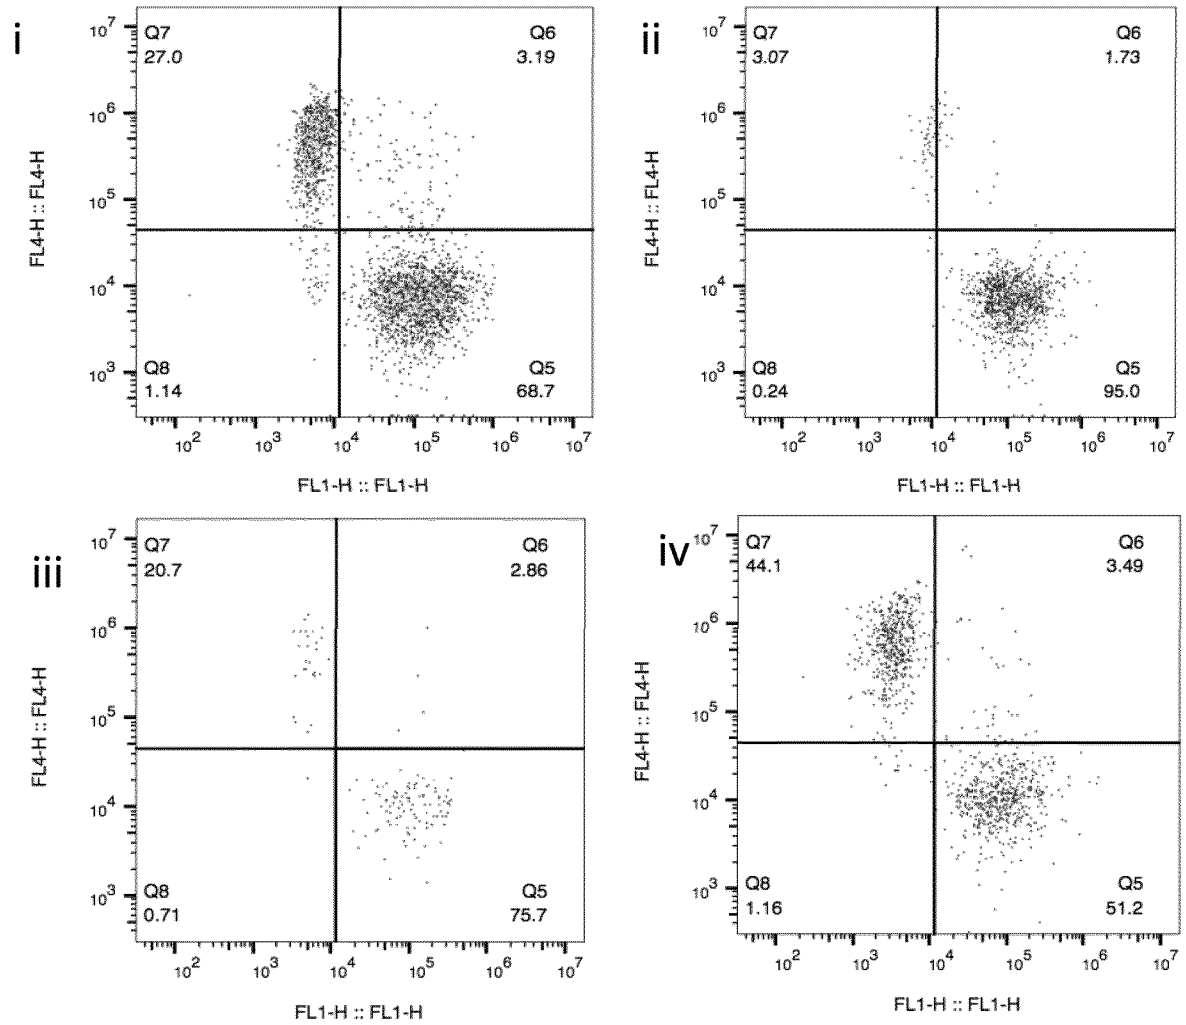 i
Q7
27.0
Q6
3.19
Q8
1.14
Q5
68.7
10^7
10^6
10^5
10^4
10^3
10^2
10^3
10^4
10^5
10^6
10^7
FL4-H :: FL4-H
FL1-H :: FL1-H
ii
Q7
3.07
Q6
1.73
Q8
0.24
Q5
95.0
10^7
10^6
10^5
10^4
10^3
10^2
10^3
10^4
10^5
10^6
10^7
FL4-H :: FL4-H
FL1-H :: FL1-H
iii
Q7
20.7
Q6
2.86
Q8
0.71
Q5
75.7
10^7
10^6
10^5
10^4
10^3
10^2
10^3
10^4
10^5
10^6
10^7
FL4-H :: FL4-H
FL1-H :: FL1-H
iv
Q7
44.1
Q6
3.49
Q8
1.16
Q5
51.2
10^7
10^6
10^5
10^4
10^3
10^2
10^3
10^4
10^5
10^6
10^7
FL4-H :: FL4-H
FL1-H :: FL1-H